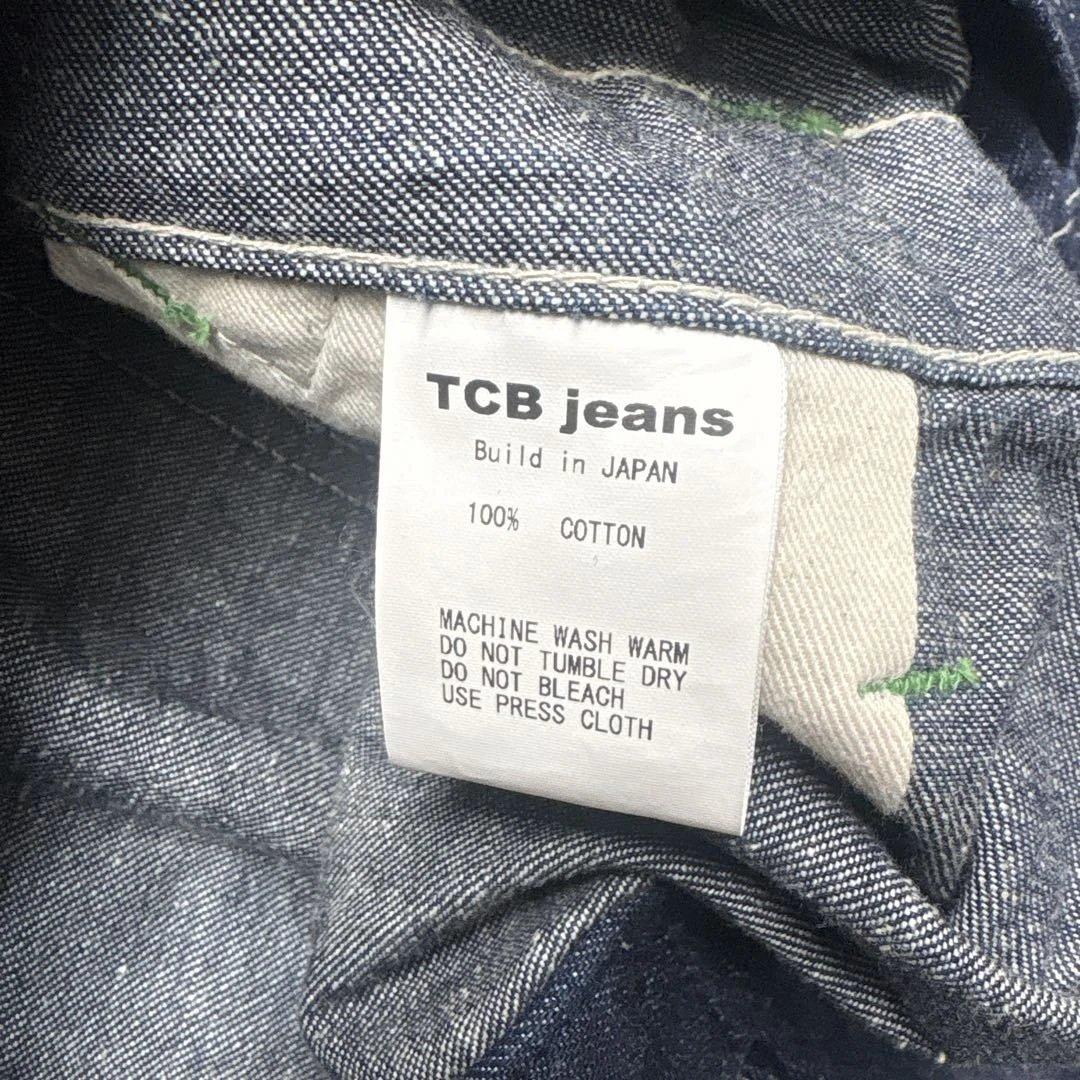 TCB jeans
Build in JAPAN
100% COTTON
MACHINE WASH WARM
DO NOT TUMBLE DRY
DO NOT BLEACH
USE PRESS CLOTH